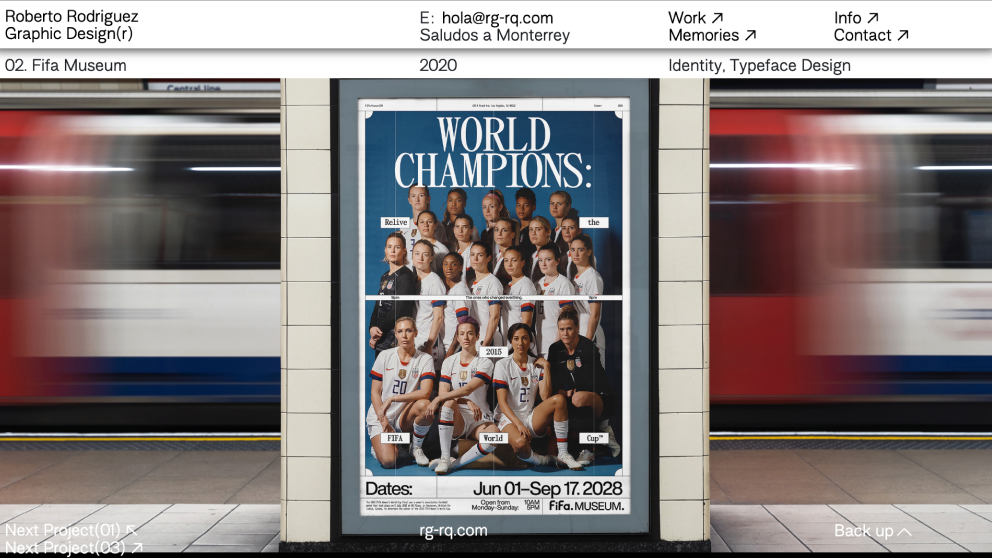 Roberto Rodriguez
Graphic Design(r)
E: hola@rg-rq.com
Saludos a Monterrey
Work ↗
Memories ↗
Info ↗
Contact ↗
02. Fifa Museum
2020
Identity, Typeface Design
Central line
WORLD
CHAMPIONS:
Relive
the
5pm
The ones who changed everything.
8pm
2015
20
FIFA
World
Cup™
Dates:
Jun 01–Sep 17. 2028
Open from
Monday-Sunday:
10AM
5PM
FiFa. MUSEUM.
Next Project(01) ↖
Next Project(03) ↗
rg-rq.com
Back up ︿